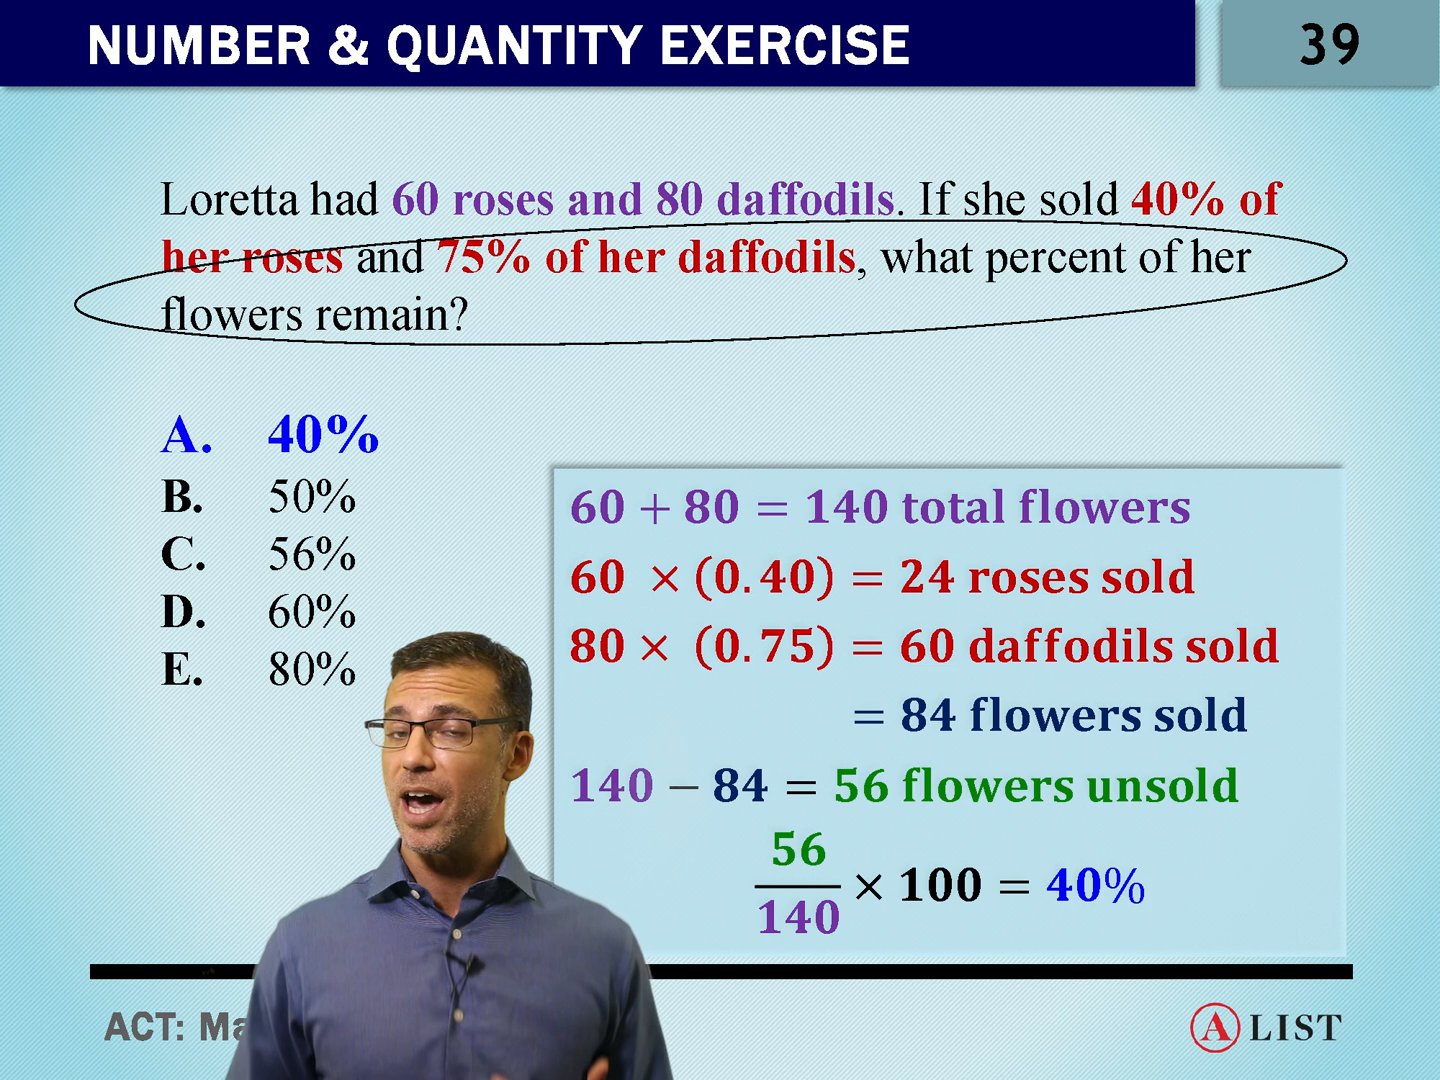 NUMBER & QUANTITY EXERCISE
39
Loretta had 60 roses and 80 daffodils. If she sold 40% of
her roses and 75% of her daffodils, what percent of her
flowers remain?
A. 40%
B. 50%
C. 56%
D. 60%
E. 80%
60 + 80 = 140 total flowers
60 × (0.40) = 24 roses sold
80 × (0.75) = 60 daffodils sold
= 84 flowers sold
140 − 84 = 56 flowers unsold
56
140
× 100 = 40%
ACT:
A LIST